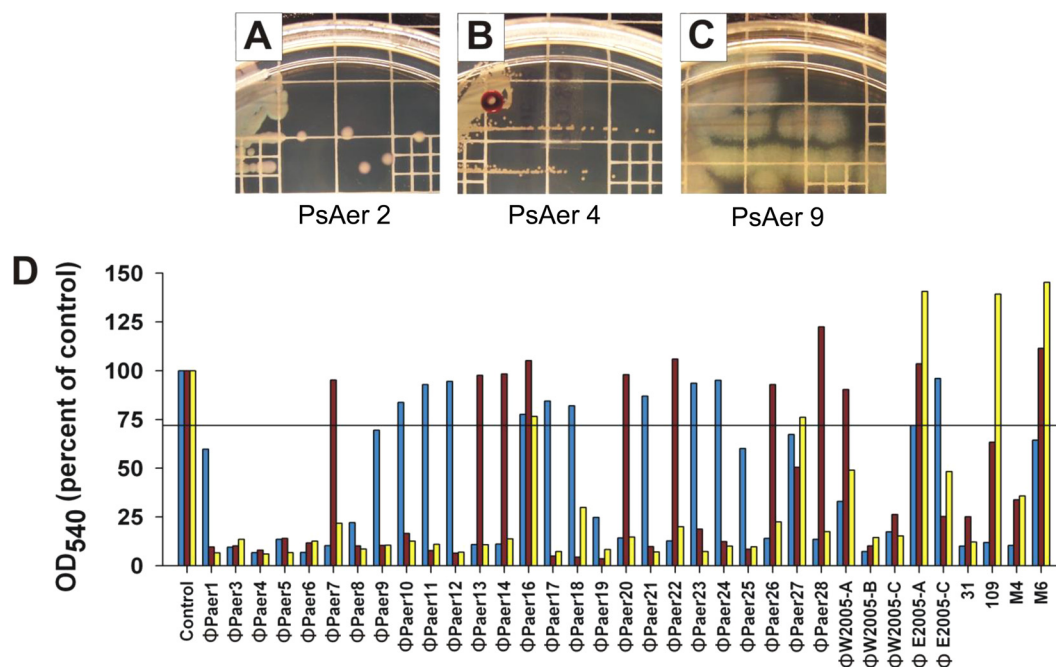 A
B
C
PsAer 2
PsAer 4
PsAer 9
D
OD540 (percent of control)
150
125
100
75
50
25
0
Control
ΦPaer1
ΦPaer3
ΦPaer4
ΦPaer5
ΦPaer6
ΦPaer7
ΦPaer8
ΦPaer9
ΦPaer10
ΦPaer11
ΦPaer12
ΦPaer13
ΦPaer14
ΦPaer16
ΦPaer17
ΦPaer18
ΦPaer19
ΦPaer20
ΦPaer21
ΦPaer22
ΦPaer23
ΦPaer24
ΦPaer25
ΦPaer26
ΦPaer27
ΦPaer28
ΦW2005-A
ΦW2005-B
ΦW2005-C
Φ E2005-A
Φ E2005-C
31
109
M4
M6